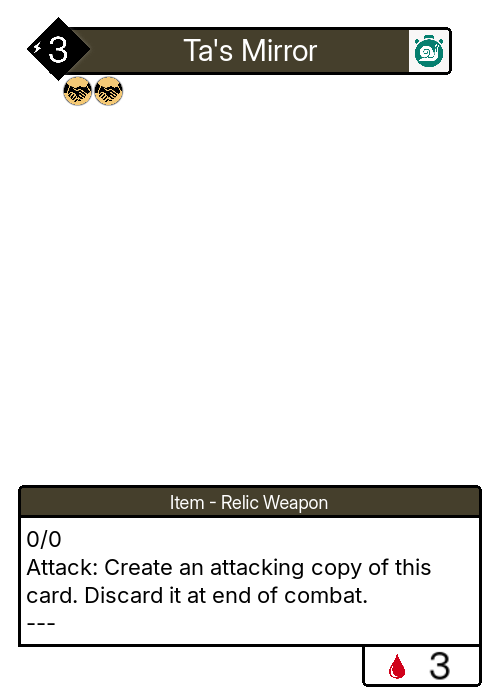 3
Ta's Mirror
Item - Relic Weapon
0/0
Attack: Create an attacking copy of this
card. Discard it at end of combat.
---
3